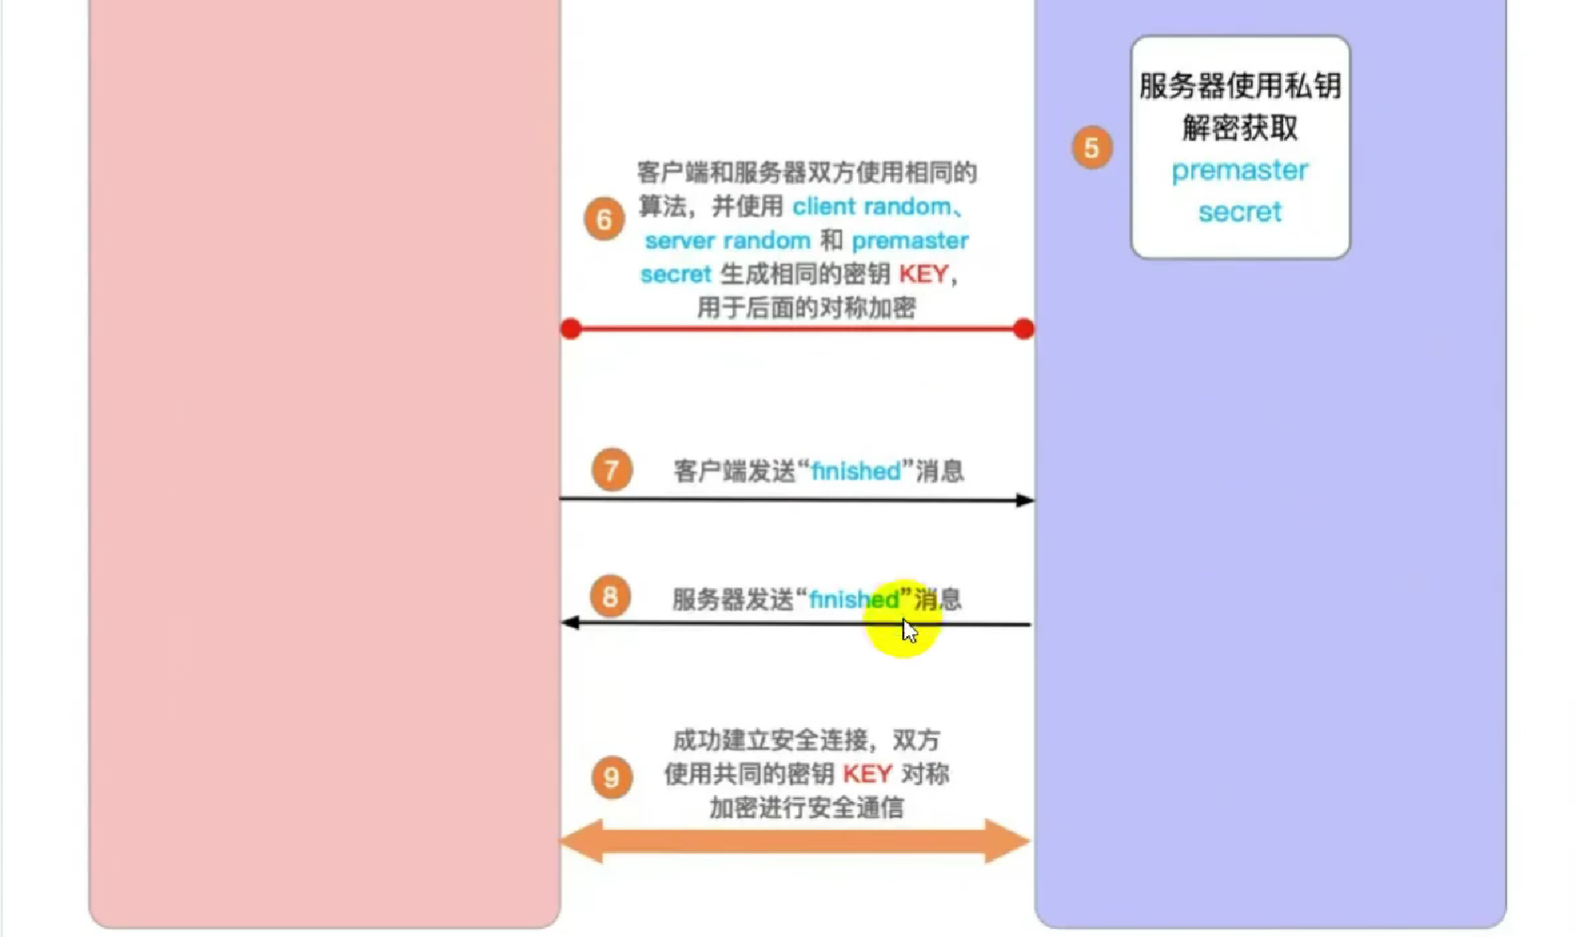 服务器使用私钥
解密获取
premaster
secret
5
客户端和服务器双方使用相同的
算法，并使用 client random、
server random 和 premaster
secret 生成相同的密钥 KEY，
用于后面的对称加密
6
7
客户端发送“finished”消息
8
服务器发送“finished”消息
成功建立安全连接，双方
使用共同的密钥 KEY 对称
加密进行安全通信
9